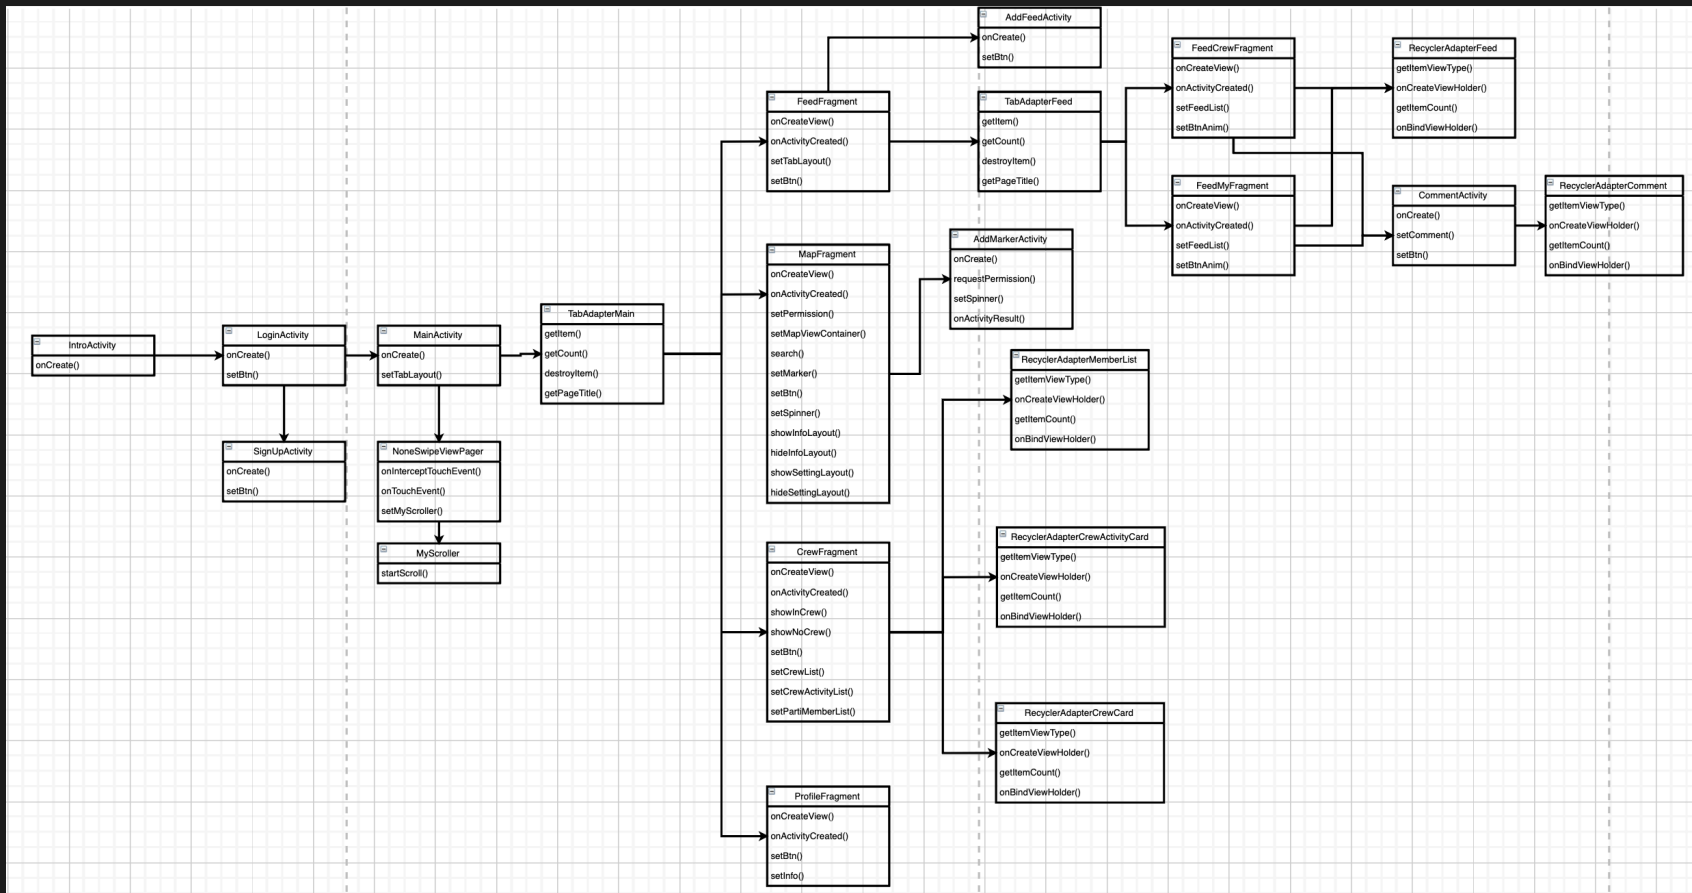 IntroActivity
onCreate()
LoginActivity
onCreate()
setBtn()
SignUpActivity
onCreate()
setBtn()
MainActivity
onCreate()
setTabLayout()
NoneSwipeViewPager
onInterceptTouchEvent()
onTouchEvent()
setMyScroller()
MyScroller
startScroll()
TabAdapterMain
getItem()
getCount()
destroyItem()
getPageTitle()
FeedFragment
onCreateView()
onActivityCreated()
setTabLayout()
setBtn()
MapFragment
onCreateView()
onActivityCreated()
setPermission()
setMapViewContainer()
search()
setMarker()
setBtn()
setSpinner()
showInfoLayout()
hideInfoLayout()
showSettingLayout()
hideSettingLayout()
CrewFragment
onCreateView()
onActivityCreated()
showInCrew()
showNoCrew()
setBtn()
setCrewList()
setCrewActivityList()
setPartiMemberList()
ProfileFragment
onCreateView()
onActivityCreated()
setBtn()
setInfo()
AddFeedActivity
onCreate()
setBtn()
TabAdapterFeed
getItem()
getCount()
destroyItem()
getPageTitle()
AddMarkerActivity
onCreate()
requestPermission()
setSpinner()
onActivityResult()
RecyclerAdapterMemberList
getItemViewType()
onCreateViewHolder()
getItemCount()
onBindViewHolder()
RecyclerAdapterCrewActivityCard
getItemViewType()
onCreateViewHolder()
getItemCount()
onBindViewHolder()
RecyclerAdapterCrewCard
getItemViewType()
onCreateViewHolder()
getItemCount()
onBindViewHolder()
FeedCrewFragment
onCreateView()
onActivityCreated()
setFeedList()
setBtnAnim()
FeedMyFragment
onCreateView()
onActivityCreated()
setFeedList()
setBtnAnim()
RecyclerAdapterFeed
getItemViewType()
onCreateViewHolder()
getItemCount()
onBindViewHolder()
CommentActivity
onCreate()
setComment()
setBtn()
RecyclerAdapterComment
getItemViewType()
onCreateViewHolder()
getItemCount()
onBindViewHolder()